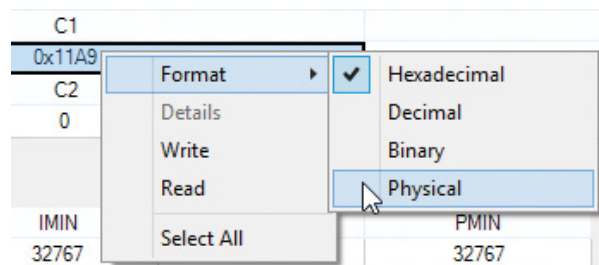 C1
0x11A9
C2
0
Format
Details
Write
Read
Select All
Hexadecimal
Decimal
Binary
Physical
IMIN
PMIN
32767
32767